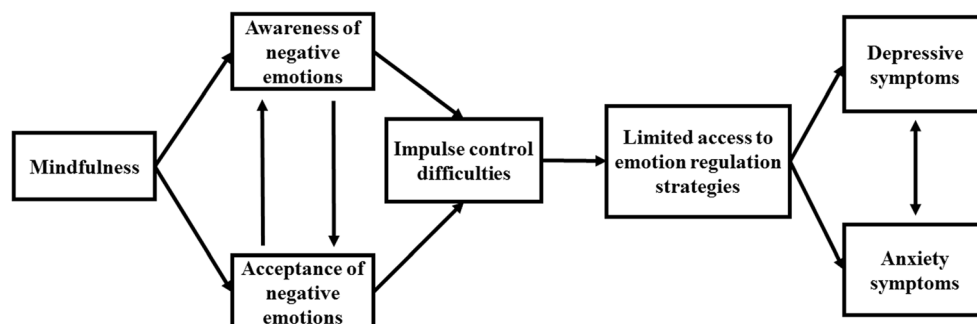 Mindfulness
Awareness of
negative
emotions
Acceptance of
negative
emotions
Impulse control
difficulties
Limited access to
emotion regulation
strategies
Depressive
symptoms
Anxiety
symptoms